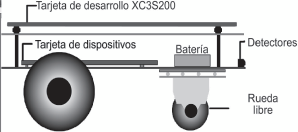 Tarjeta de desarrollo XC3S200
Tarjeta de dispositivos
Batería
Detectores
Rueda
libre